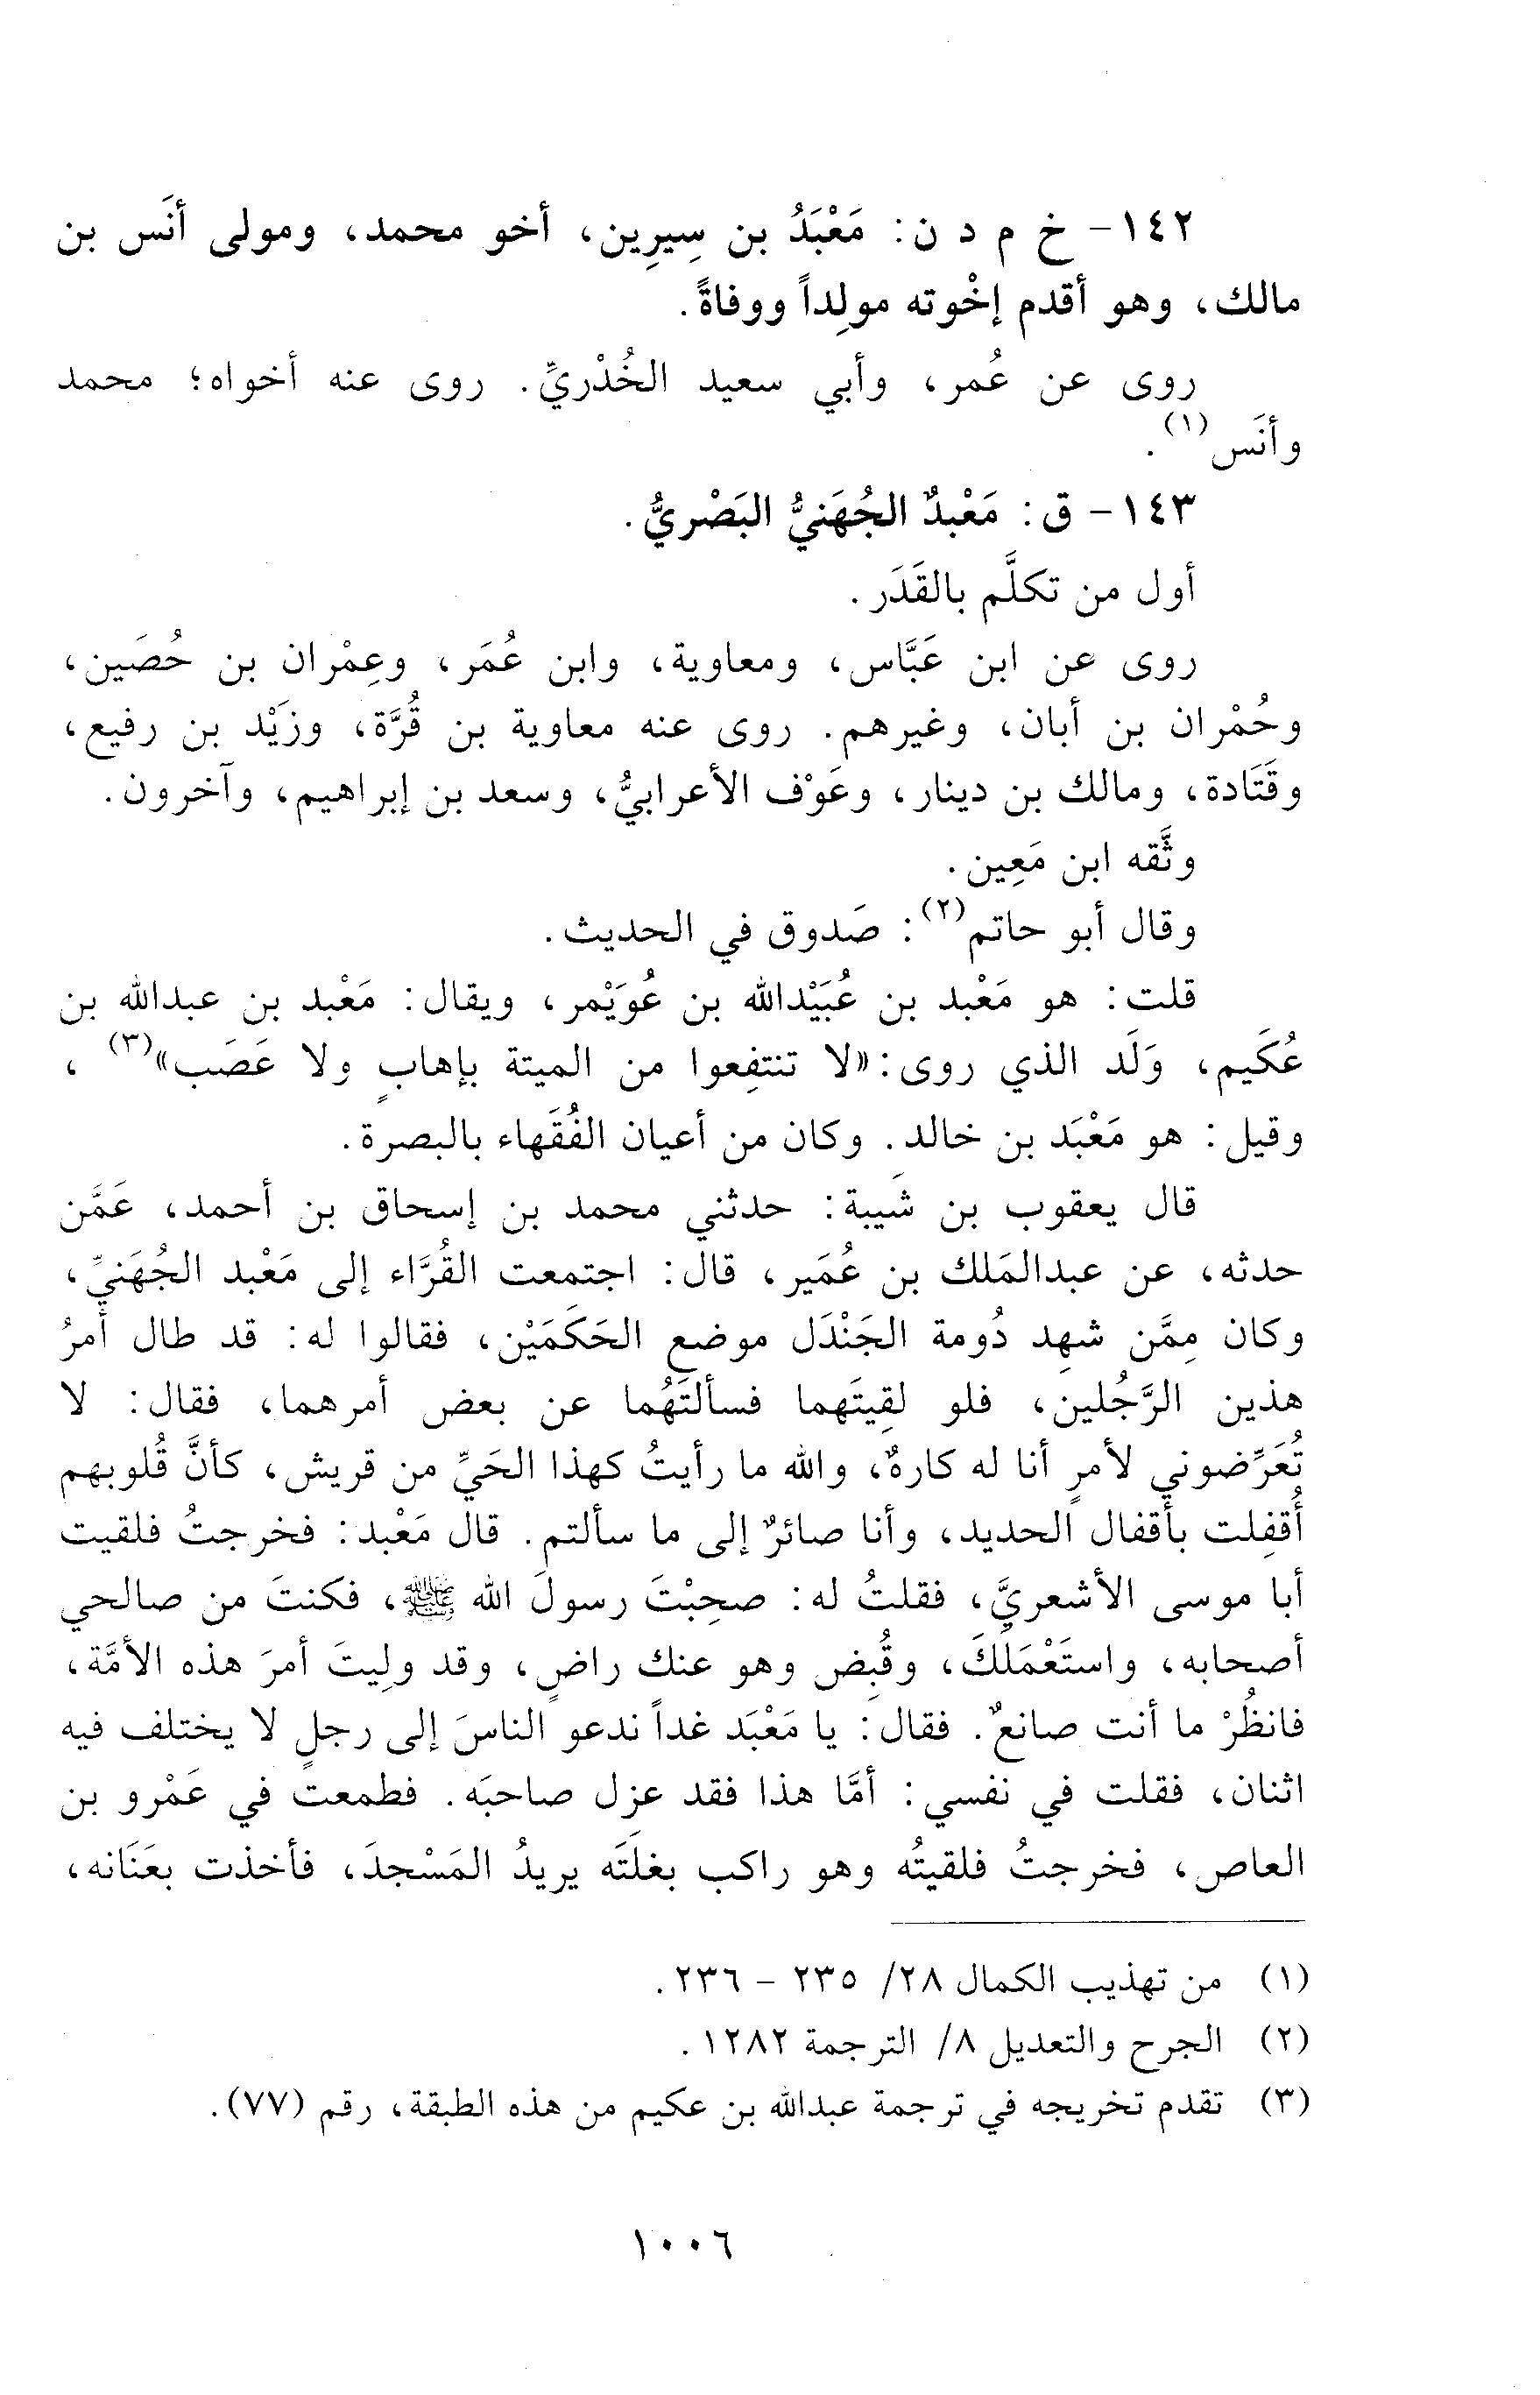 ١٤٢- خ م د ن: مَعْبَدُ بن سِيرِين، أخو محمد، ومولى أنَس بن
مالك، وهو أقدم إخْوته مولِداً ووفاةً.
روى عن عُمر، وأبي سعيد الخُدْريِّ. روى عنه أخواه؛ محمد
وأنَس(١).
١٤٣- ق: مَعْبدٌ الجُهَنيُّ البَصْريُّ.
أول من تكلَّم بالقَدَر.
روى عن ابن عَبَّاس، ومعاوية، وابن عُمَر، وعِمْران بن حُصَين،
وحُمْران بن أبان، وغيرهم. روى عنه معاوية بن قُرَّة، وزَيْد بن رفيع،
وقَتَادة، ومالك بن دينار، وعَوْف الأعرابيُّ، وسعد بن إبراهيم، وآخرون.
وثَّقه ابن مَعِين.
وقال أبو حاتم(٢): صَدوق في الحديث.
قلت: هو مَعْبد بن عُبَيْدالله بن عُوَيْمر، ويقال: مَعْبد بن عبدالله بن
عُكَيم، وَلَد الذي روى: «لا تنتفِعوا من الميتة بإهابٍ ولا عَصَب»(٣)،
وقيل: هو مَعْبَد بن خالد. وكان من أعيان الفُقَهاء بالبصرة.
قال يعقوب بن شَيبة: حدثني محمد بن إسحاق بن أحمد، عَمَّن
حدثه، عن عبدالمَلك بن عُمَير، قال: اجتمعت القُرَّاء إلى مَعْبد الجُهَنيِّ،
وكان مِمَّن شهِد دُومة الجَنْدَل موضع الحَكَمَيْن، فقالوا له: قد طال أمرُ
هذين الرَّجُلين، فلو لقِيتَهما فسألتَهُما عن بعض أمرهما، فقال: لا
تُعَرِّضوني لأمرٍ أنا له كارهٌ، والله ما رأيتُ كهذا الحَيِّ من قريش، كأنَّ قُلوبهم
أُقفِلت بأقفال الحديد، وأنا صائرٌ إلى ما سألتم. قال مَعْبد: فخرجتُ فلقيت
أبا موسى الأشعريَّ، فقلتُ له: صحِبْتَ رسولَ الله ﷺ، فكنتَ من صالحي
أصحابه، واستَعْمَلكَ، وقُبِض وهو عنك راضٍ، وقد ولِيتَ أمرَ هذه الأمَّة،
فانظُرْ ما أنت صانعٌ. فقال: يا مَعْبَد غداً ندعو الناسَ إلى رجلٍ لا يختلف فيه
اثنان، فقلت في نفسي: أمَّا هذا فقد عزل صاحبَه. فطمعت في عَمْرو بن
العاص، فخرجتُ فلقيتُه وهو راكب بغلَتَه يريدُ المَسْجدَ، فأخذت بعَنَانه،
(١) من تهذيب الكمال ٢٨/ ٢٣٥ - ٢٣٦.
(٢) الجرح والتعديل ٨/ الترجمة ١٢٨٢.
(٣) تقدم تخريجه في ترجمة عبدالله بن عكيم من هذه الطبقة، رقم (٧٧).
١٠٠٦